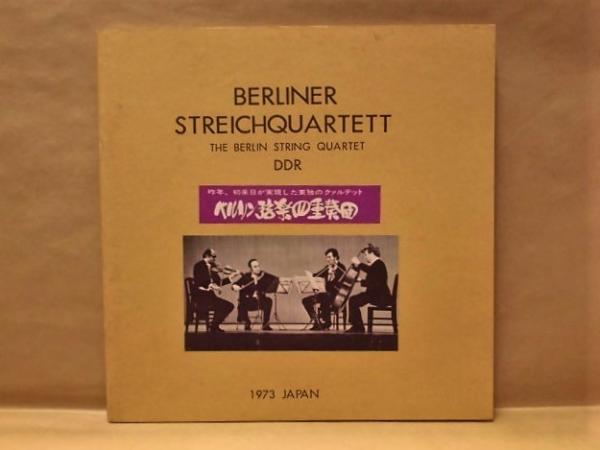 BERLINER
STREICHQUARTETT
THE BERLIN STRING QUARTET
DDR
昨年、初来日が実現した東独のクァルテット
ベルリン弦楽四重奏団
1973 JAPAN